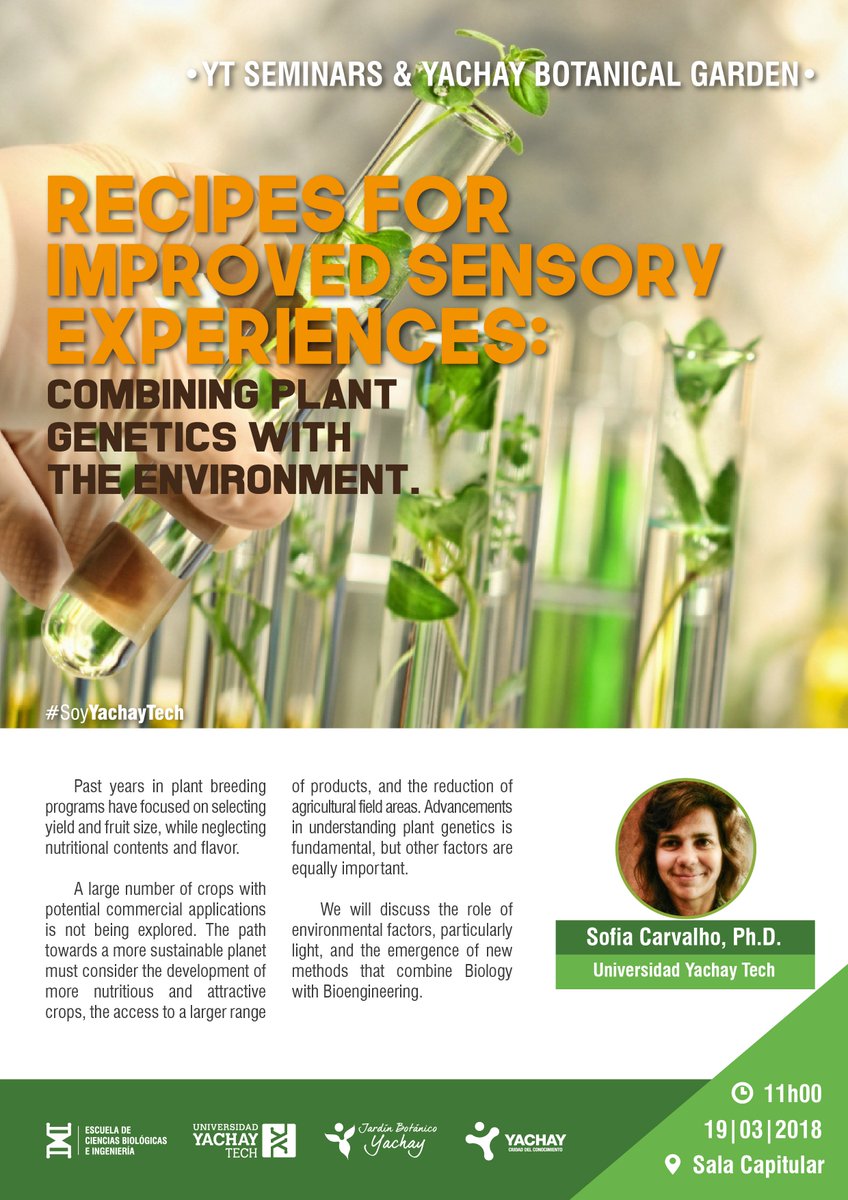 •YT SEMINARS & YACHAY BOTANICAL GARDEN•
RECIPES FOR
IMPROVED SENSORY
EXPERIENCES:
COMBINING PLANT
GENETICS WITH
THE ENVIRONMENT.
#SoyYachayTech
Past years in plant breeding
programs have focused on selecting
yield and fruit size, while neglecting
nutritional contents and flavor.
A large number of crops with
potential commercial applications
is not being explored. The path
towards a more sustainable planet
must consider the development of
more nutritious and attractive
crops, the access to a larger range
of products, and the reduction of
agricultural field areas. Advancements
in understanding plant genetics is
fundamental, but other factors are
equally important.
We will discuss the role of
environmental factors, particularly
light, and the emergence of new
methods that combine Biology
with Bioengineering.
Sofia Carvalho, Ph.D.
Universidad Yachay Tech
11h00
19|03|2018
Sala Capitular
ESCUELA DE
CIENCIAS BIOLÓGICAS
E INGENIERÍA
UNIVERSIDAD
YACHAY
TECH
Jardín Botánico
Yachay
YACHAY
CIUDAD DEL CONOCIMIENTO